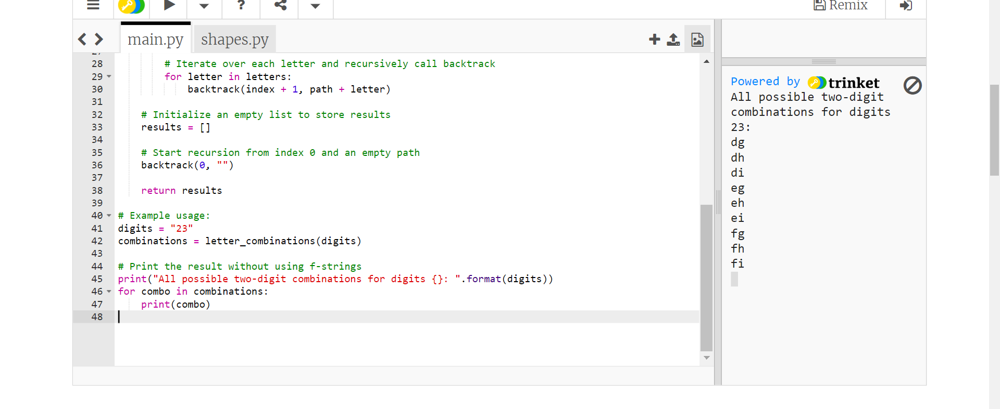 Remix
main.py
shapes.py
28 # Iterate over each letter and recursively call backtrack
29 for letter in letters:
30 backtrack(index + 1, path + letter)
31
32 # Initialize an empty list to store results
33 results = []
34
35 # Start recursion from index 0 and an empty path
36 backtrack(0, "")
37
38 return results
39
40 # Example usage:
41 digits = "23"
42 combinations = letter_combinations(digits)
43
44 # Print the result without using f-strings
45 print("All possible two-digit combinations for digits {}: ".format(digits))
46 for combo in combinations:
47 print(combo)
48
Powered by trinket
All possible two-digit
combinations for digits
23:
dg
dh
di
eg
eh
ei
fg
fh
fi